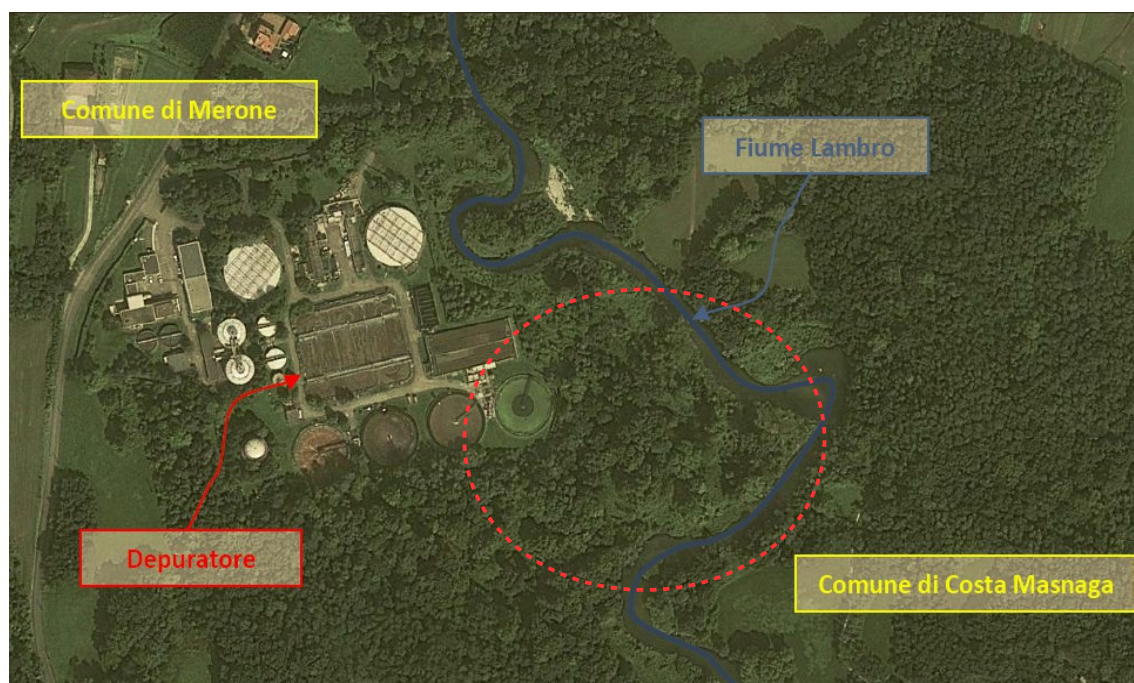 Comune di Merone
Fiume Lambro
Depuratore
Comune di Costa Masnaga